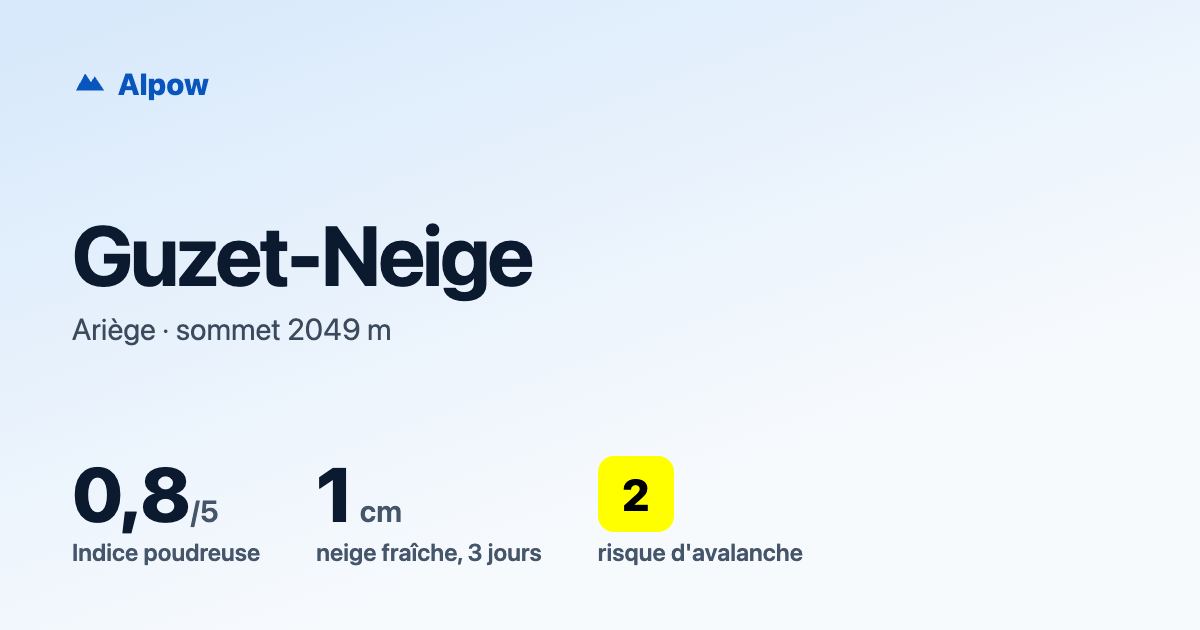 Alpow
Guzet-Neige
Ariège · sommet 2049 m
0,8/5
Indice poudreuse
1 cm
neige fraîche, 3 jours
2
risque d'avalanche